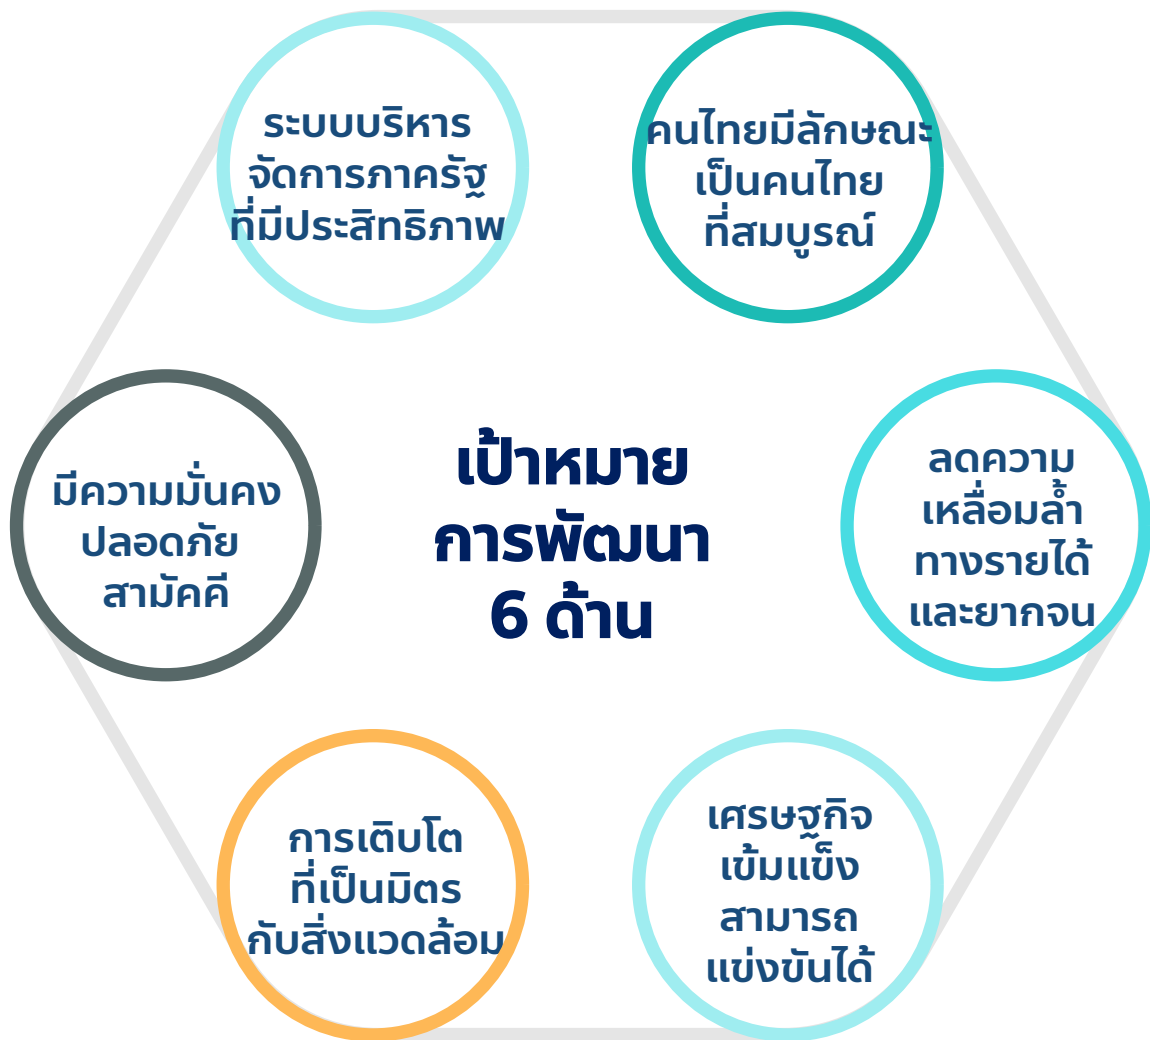 ระบบบริหาร
จัดการภาครัฐ
ที่มีประสิทธิภาพ
คนไทยมีลักษณะ
เป็นคนไทย
ที่สมบูรณ์
มีความมั่นคง
ปลอดภัย
สามัคคี
เป้าหมาย
การพัฒนา
6 ด้าน
ลดความ
เหลื่อมล้ำ
ทางรายได้
และยากจน
การเติบโต
ที่เป็นมิตร
กับสิ่งแวดล้อม
เศรษฐกิจ
เข้มแข็ง
สามารถ
แข่งขันได้